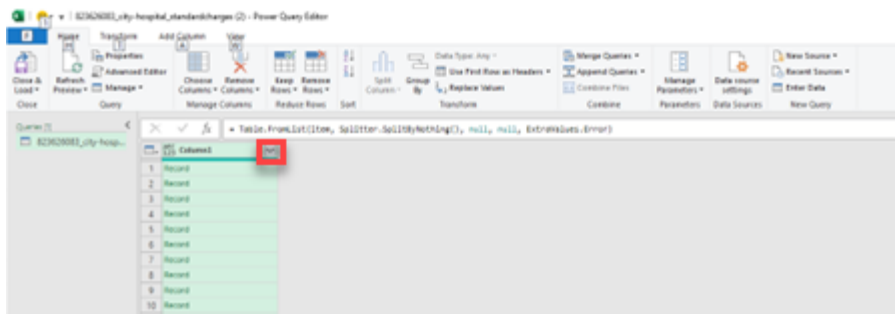 823626083_city-hospital_standardcharges (2) - Power Query Editor
F Home Transform Add Column View
H T A W
Close & Load Refresh Preview Properties Advanced Editor Manage Choose Columns Remove Columns Keep Rows Remove Rows Split Column Group By Data Type: Any Use First Row as Headers Replace Values Merge Queries Append Queries Combine Files Manage Parameters Data source settings New Source Recent Sources Enter Data
Close Query Manage Columns Reduce Rows Sort Transform Combine Parameters Data Sources New Query
Queries [1]
= Table.FromList(Item, Splitter.SplitByNothing(), null, null, ExtraValues.Error)
823626083_city-hosp...
Column1
1 Record
2 Record
3 Record
4 Record
5 Record
6 Record
7 Record
8 Record
9 Record
10 Record